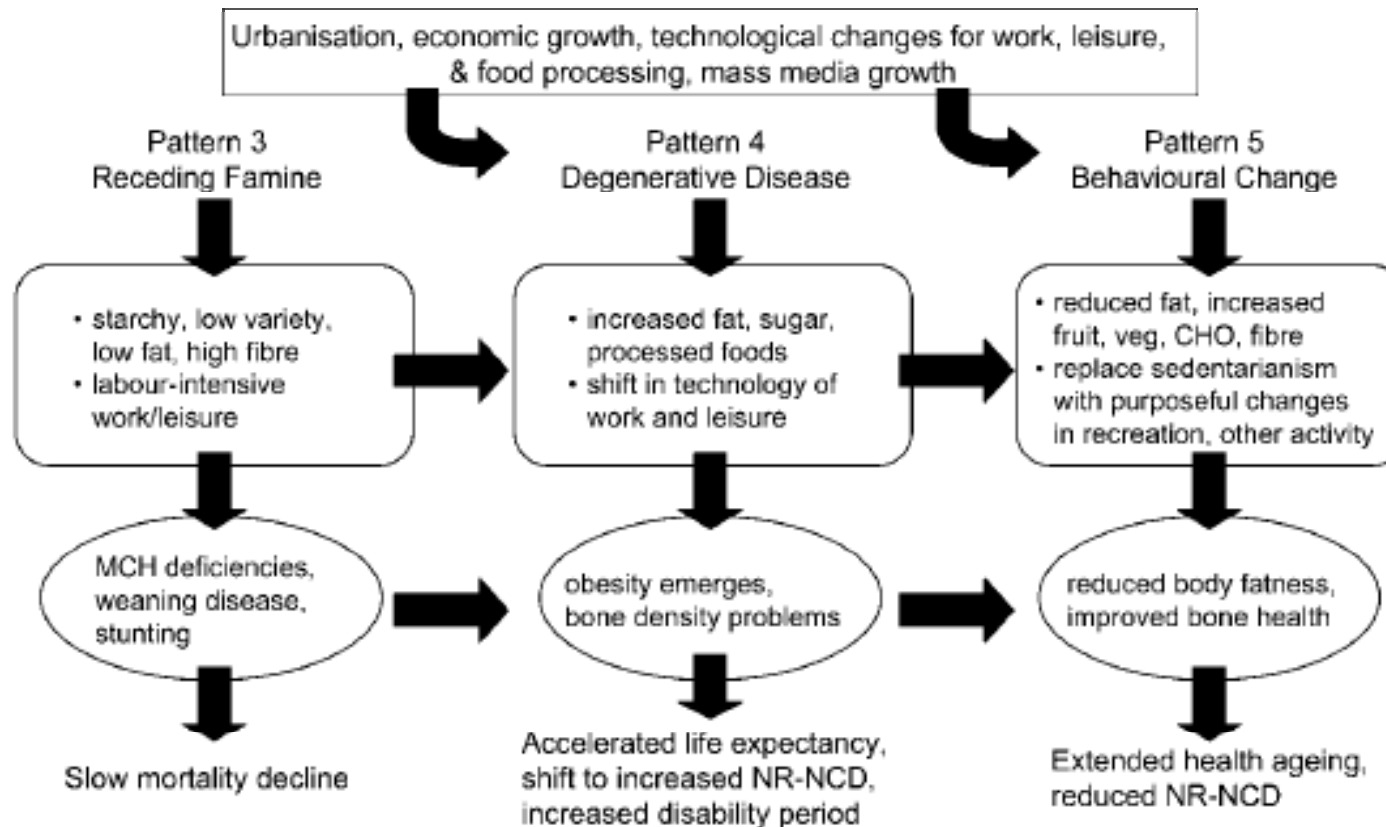 Urbanisation, economic growth, technological changes for work, leisure,
& food processing, mass media growth
Pattern 3
Receding Famine
Pattern 4
Degenerative Disease
Pattern 5
Behavioural Change
• starchy, low variety,
low fat, high fibre
• labour-intensive
work/leisure
• increased fat, sugar,
processed foods
• shift in technology of
work and leisure
• reduced fat, increased
fruit, veg, CHO, fibre
• replace sedentarianism
with purposeful changes
in recreation, other activity
MCH deficiencies,
weaning disease,
stunting
obesity emerges,
bone density problems
reduced body fatness,
improved bone health
Slow mortality decline
Accelerated life expectancy,
shift to increased NR-NCD,
increased disability period
Extended health ageing,
reduced NR-NCD